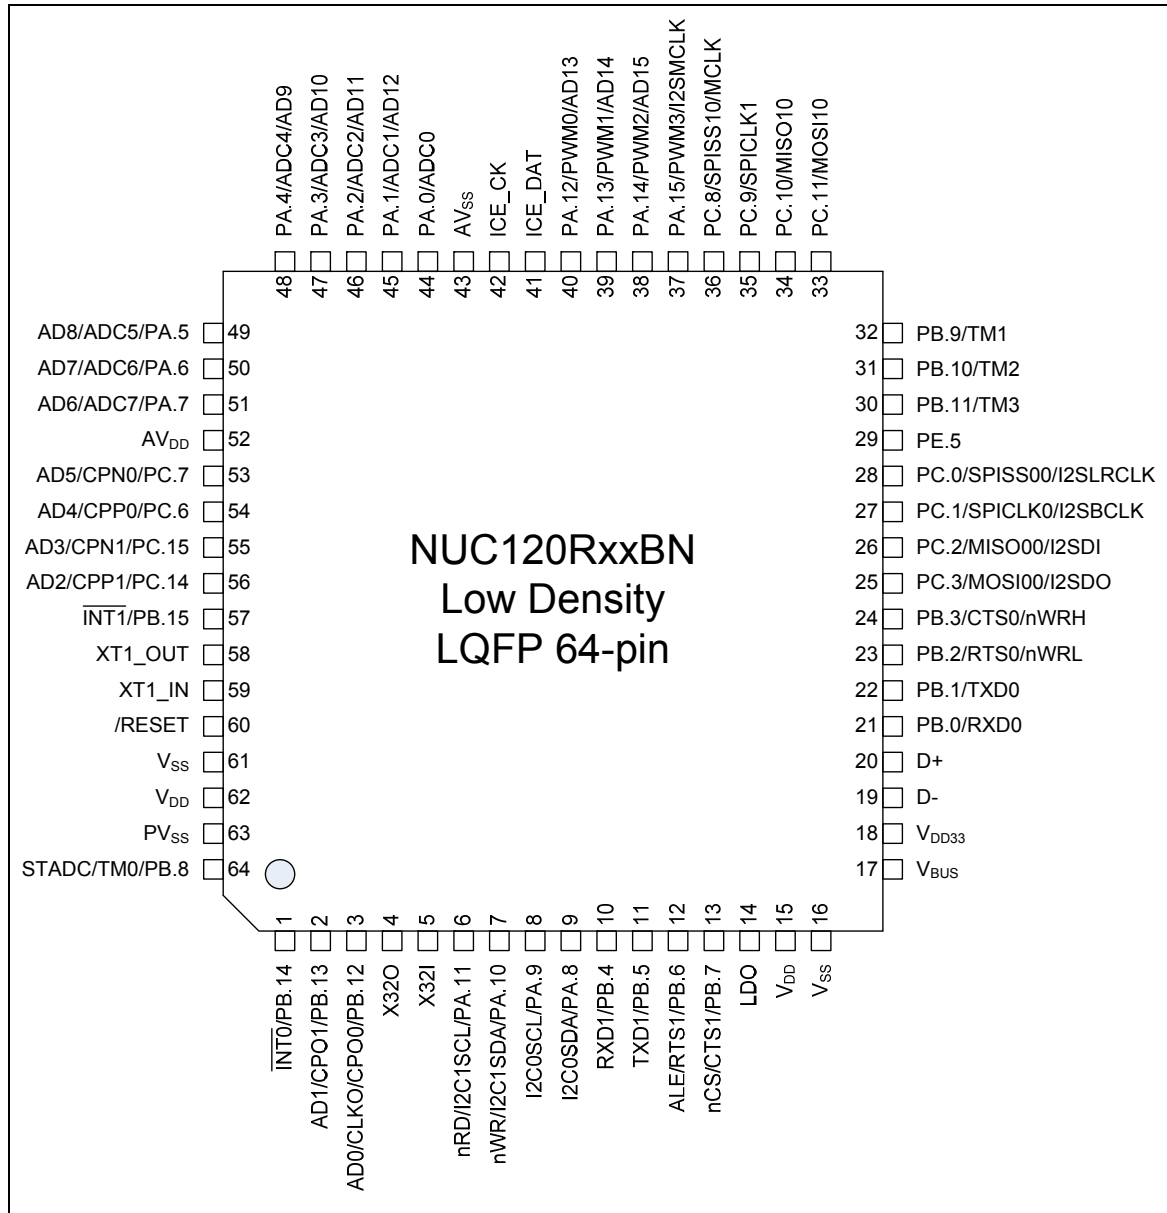 PA.4/ADC4/AD9
PA.3/ADC3/AD10
PA.2/ADC2/AD11
PA.1/ADC1/AD12
PA.0/ADC0
AVSS
ICE_CK
ICE_DAT
PA.12/PWM0/AD13
PA.13/PWM1/AD14
PA.14/PWM2/AD15
PA.15/PWM3/I2SMCLK
PC.8/SPISS10/MCLK
PC.9/SPICLK1
PC.10/MISO10
PC.11/MOSI10
48 47 46 45 44 43 42 41 40 39 38 37 36 35 34 33
AD8/ADC5/PA.5 49
AD7/ADC6/PA.6 50
AD6/ADC7/PA.7 51
AVDD 52
AD5/CPN0/PC.7 53
AD4/CPP0/PC.6 54
AD3/CPN1/PC.15 55
AD2/CPP1/PC.14 56
INT1/PB.15 57
XT1_OUT 58
XT1_IN 59
/RESET 60
VSS 61
VDD 62
PVSS 63
STADC/TM0/PB.8 64
NUC120RxxBN
Low Density
LQFP 64-pin
32 PB.9/TM1
31 PB.10/TM2
30 PB.11/TM3
29 PE.5
28 PC.0/SPISS00/I2SLRCLK
27 PC.1/SPICLK0/I2SBCLK
26 PC.2/MISO00/I2SDI
25 PC.3/MOSI00/I2SDO
24 PB.3/CTS0/nWRH
23 PB.2/RTS0/nWRL
22 PB.1/TXD0
21 PB.0/RXD0
20 D+
19 D-
18 VDD33
17 VBUS
1 2 3 4 5 6 7 8 9 10 11 12 13 14 15 16
INT0/PB.14
AD1/CPO1/PB.13
AD0/CLKO/CPO0/PB.12
X32O
X32I
nRD/I2C1SCL/PA.11
nWR/I2C1SDA/PA.10
I2C0SCL/PA.9
I2C0SDA/PA.8
RXD1/PB.4
TXD1/PB.5
ALE/RTS1/PB.6
nCS/CTS1/PB.7
LDO
VDD
VSS